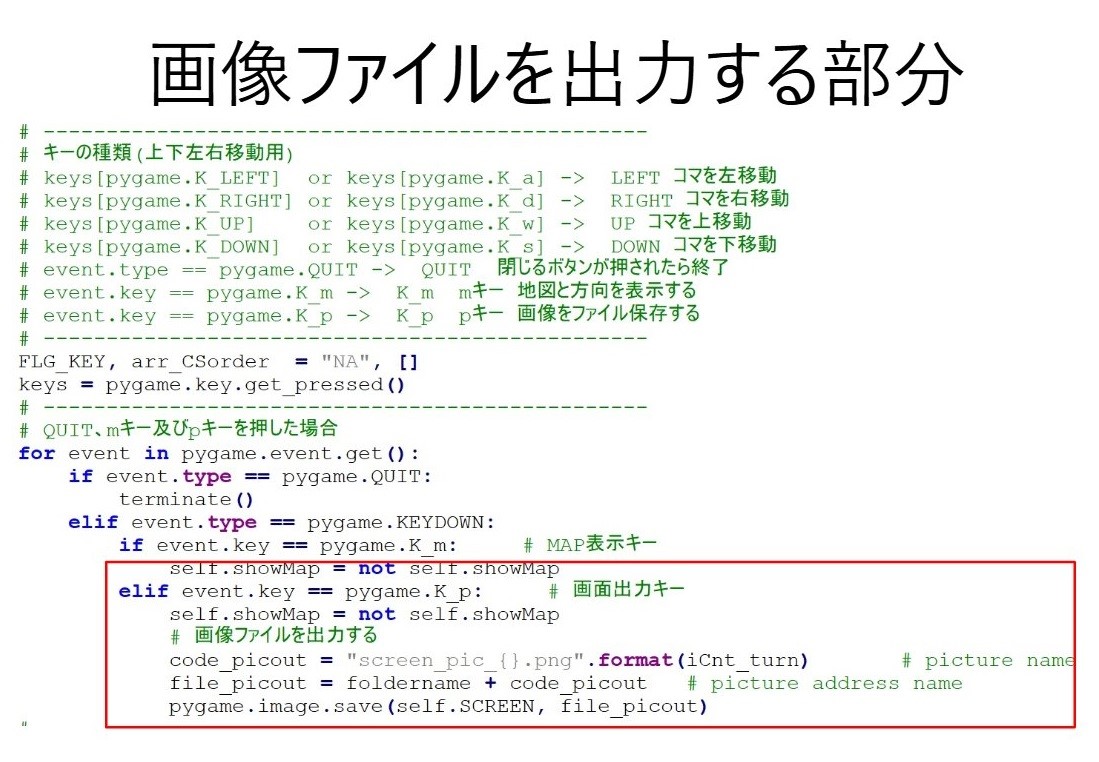 画像ファイルを出力する部分
# ------------------------------------------------
# キーの種類(上下左右移動用)
# keys[pygame.K_LEFT]  or keys[pygame.K_a] ->  LEFT コマを左移動
# keys[pygame.K_RIGHT] or keys[pygame.K_d] ->  RIGHT コマを右移動
# keys[pygame.K_UP]    or keys[pygame.K_w] ->  UP コマを上移動
# keys[pygame.K_DOWN]  or keys[pygame.K_s] ->  DOWN コマを下移動
# event.type == pygame.QUIT ->  QUIT  閉じるボタンが押されたら終了
# event.key == pygame.K_m ->  K_m  mキー 地図と方向を表示する
# event.key == pygame.K_p ->  K_p  pキー 画像をファイル保存する
# ------------------------------------------------
FLG_KEY, arr_CSorder  = "NA", []
keys = pygame.key.get_pressed()
# ------------------------------------------------
# QUIT、mキー及びpキーを押した場合
for event in pygame.event.get():
    if event.type == pygame.QUIT:
        terminate()
    elif event.type == pygame.KEYDOWN:
        if event.key == pygame.K_m:     # MAP表示キー
            self.showMap = not self.showMap
        elif event.key == pygame.K_p:     # 画面出力キー
            self.showMap = not self.showMap
            # 画像ファイルを出力する
            code_picout = "screen_pic_{}.png".format(iCnt_turn)       # picture name
            file_picout = foldername + code_picout   # picture address name
            pygame.image.save(self.SCREEN, file_picout)
"